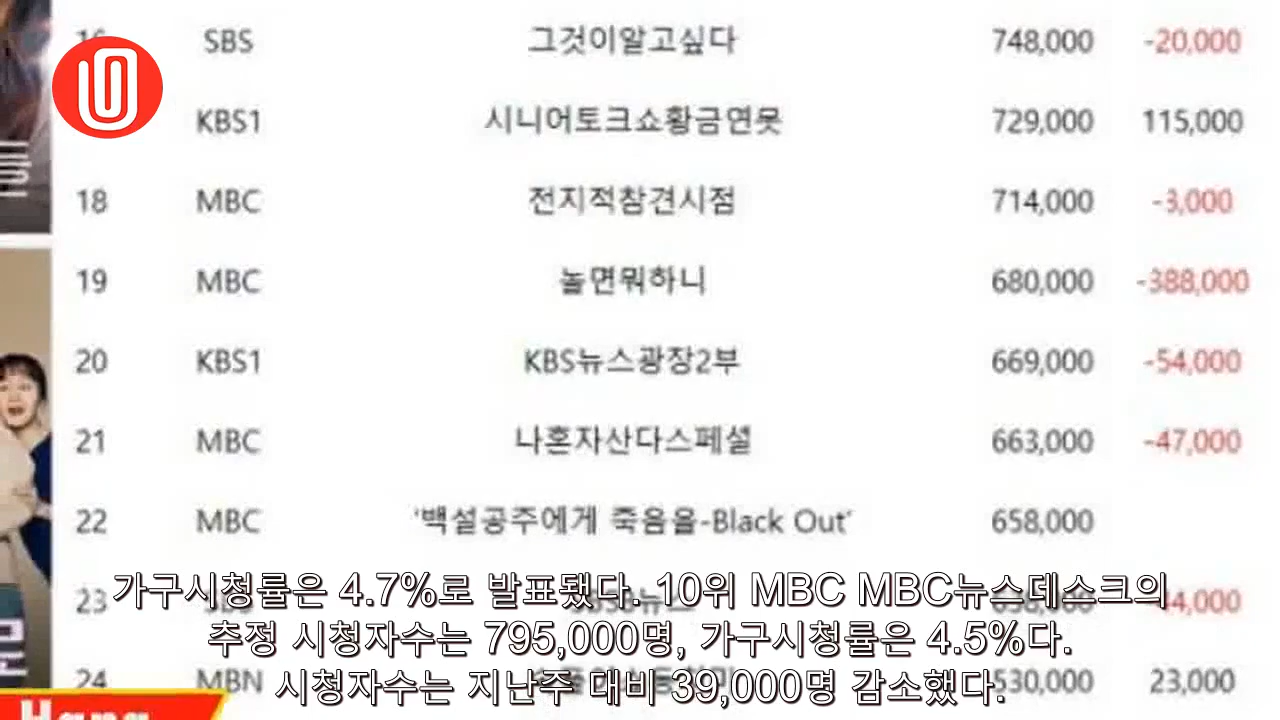 16 SBS 그것이알고싶다 748,000 -20,000
KBS1 시니어토크쇼황금연못 729,000 115,000
18 MBC 전지적참견시점 714,000 -3,000
19 MBC 놀면뭐하니 680,000 -388,000
20 KBS1 KBS뉴스광장2부 669,000 -54,000
21 MBC 나혼자산다스페셜 663,000 -47,000
22 MBC '백설공주에게 죽음을-Black Out' 658,000
23
24 MBN 530,000 23,000
가구시청률은 4.7%로 발표됐다. 10위 MBC MBC뉴스데스크의
추정 시청자수는 795,000명, 가구시청률은 4.5%다.
시청자수는 지난주 대비 39,000명 감소했다.